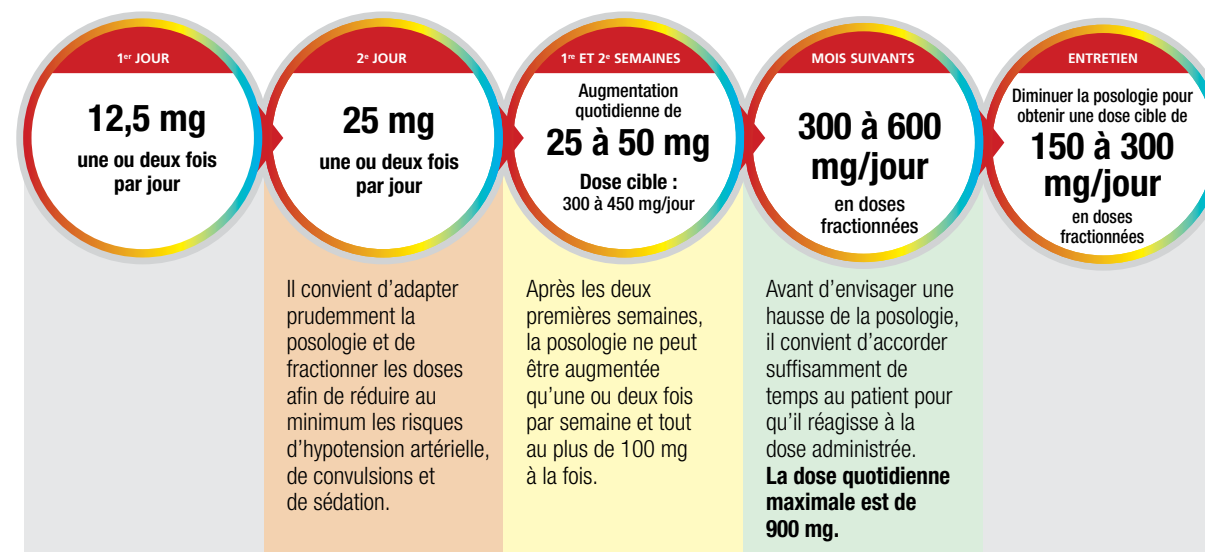 1er JOUR
12,5 mg
une ou deux fois
par jour
2e JOUR
25 mg
une ou deux fois
par jour
Il convient d’adapter
prudemment la
posologie et de
fractionner les doses
afin de réduire au
minimum les risques
d’hypotension artérielle,
de convulsions et
de sédation.
1re ET 2e SEMAINES
Augmentation
quotidienne de
25 à 50 mg
Dose cible :
300 à 450 mg/jour
Après les deux
premières semaines,
la posologie ne peut
être augmentée
qu’une ou deux fois
par semaine et tout
au plus de 100 mg
à la fois.
MOIS SUIVANTS
300 à 600
mg/jour
en doses
fractionnées
Avant d’envisager une
hausse de la posologie,
il convient d’accorder
suffisamment de
temps au patient pour
qu’il réagisse à la
dose administrée.
La dose quotidienne
maximale est de
900 mg.
ENTRETIEN
Diminuer la posologie pour
obtenir une dose cible de
150 à 300
mg/jour
en doses
fractionnées